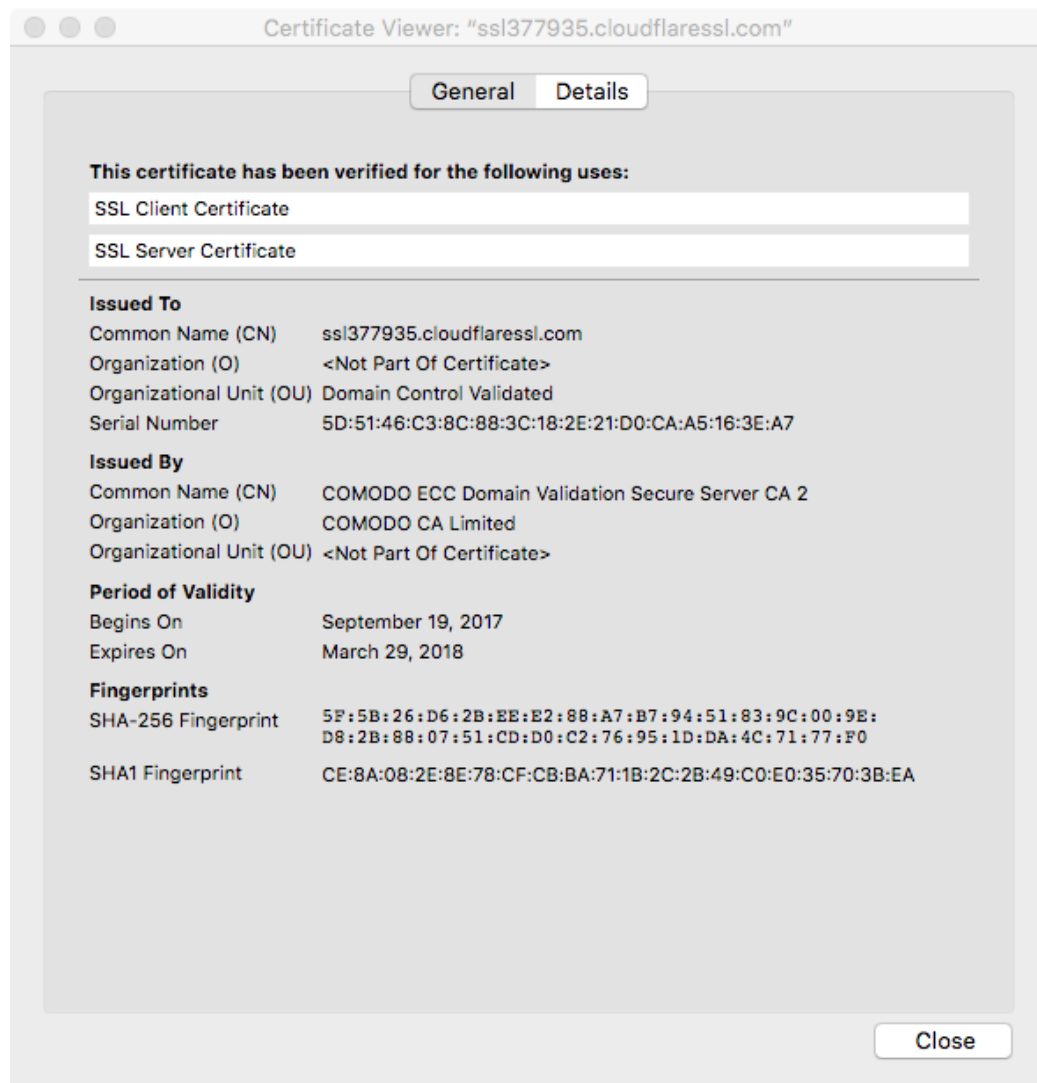 Certificate Viewer: “ssl377935.cloudflaressl.com”
General Details
This certificate has been verified for the following uses:
SSL Client Certificate
SSL Server Certificate
Issued To
Common Name (CN) ssl377935.cloudflaressl.com
Organization (O) <Not Part Of Certificate>
Organizational Unit (OU) Domain Control Validated
Serial Number 5D:51:46:C3:8C:88:3C:18:2E:21:D0:CA:A5:16:3E:A7
Issued By
Common Name (CN) COMODO ECC Domain Validation Secure Server CA 2
Organization (O) COMODO CA Limited
Organizational Unit (OU) <Not Part Of Certificate>
Period of Validity
Begins On September 19, 2017
Expires On March 29, 2018
Fingerprints
SHA-256 Fingerprint 5F:5B:26:D6:2B:EE:E2:88:A7:B7:94:51:83:9C:00:9E:
D8:2B:88:07:51:CD:D0:C2:76:95:1D:DA:4C:71:77:F0
SHA1 Fingerprint CE:8A:08:2E:8E:78:CF:CB:BA:71:1B:2C:2B:49:C0:E0:35:70:3B:EA
Close